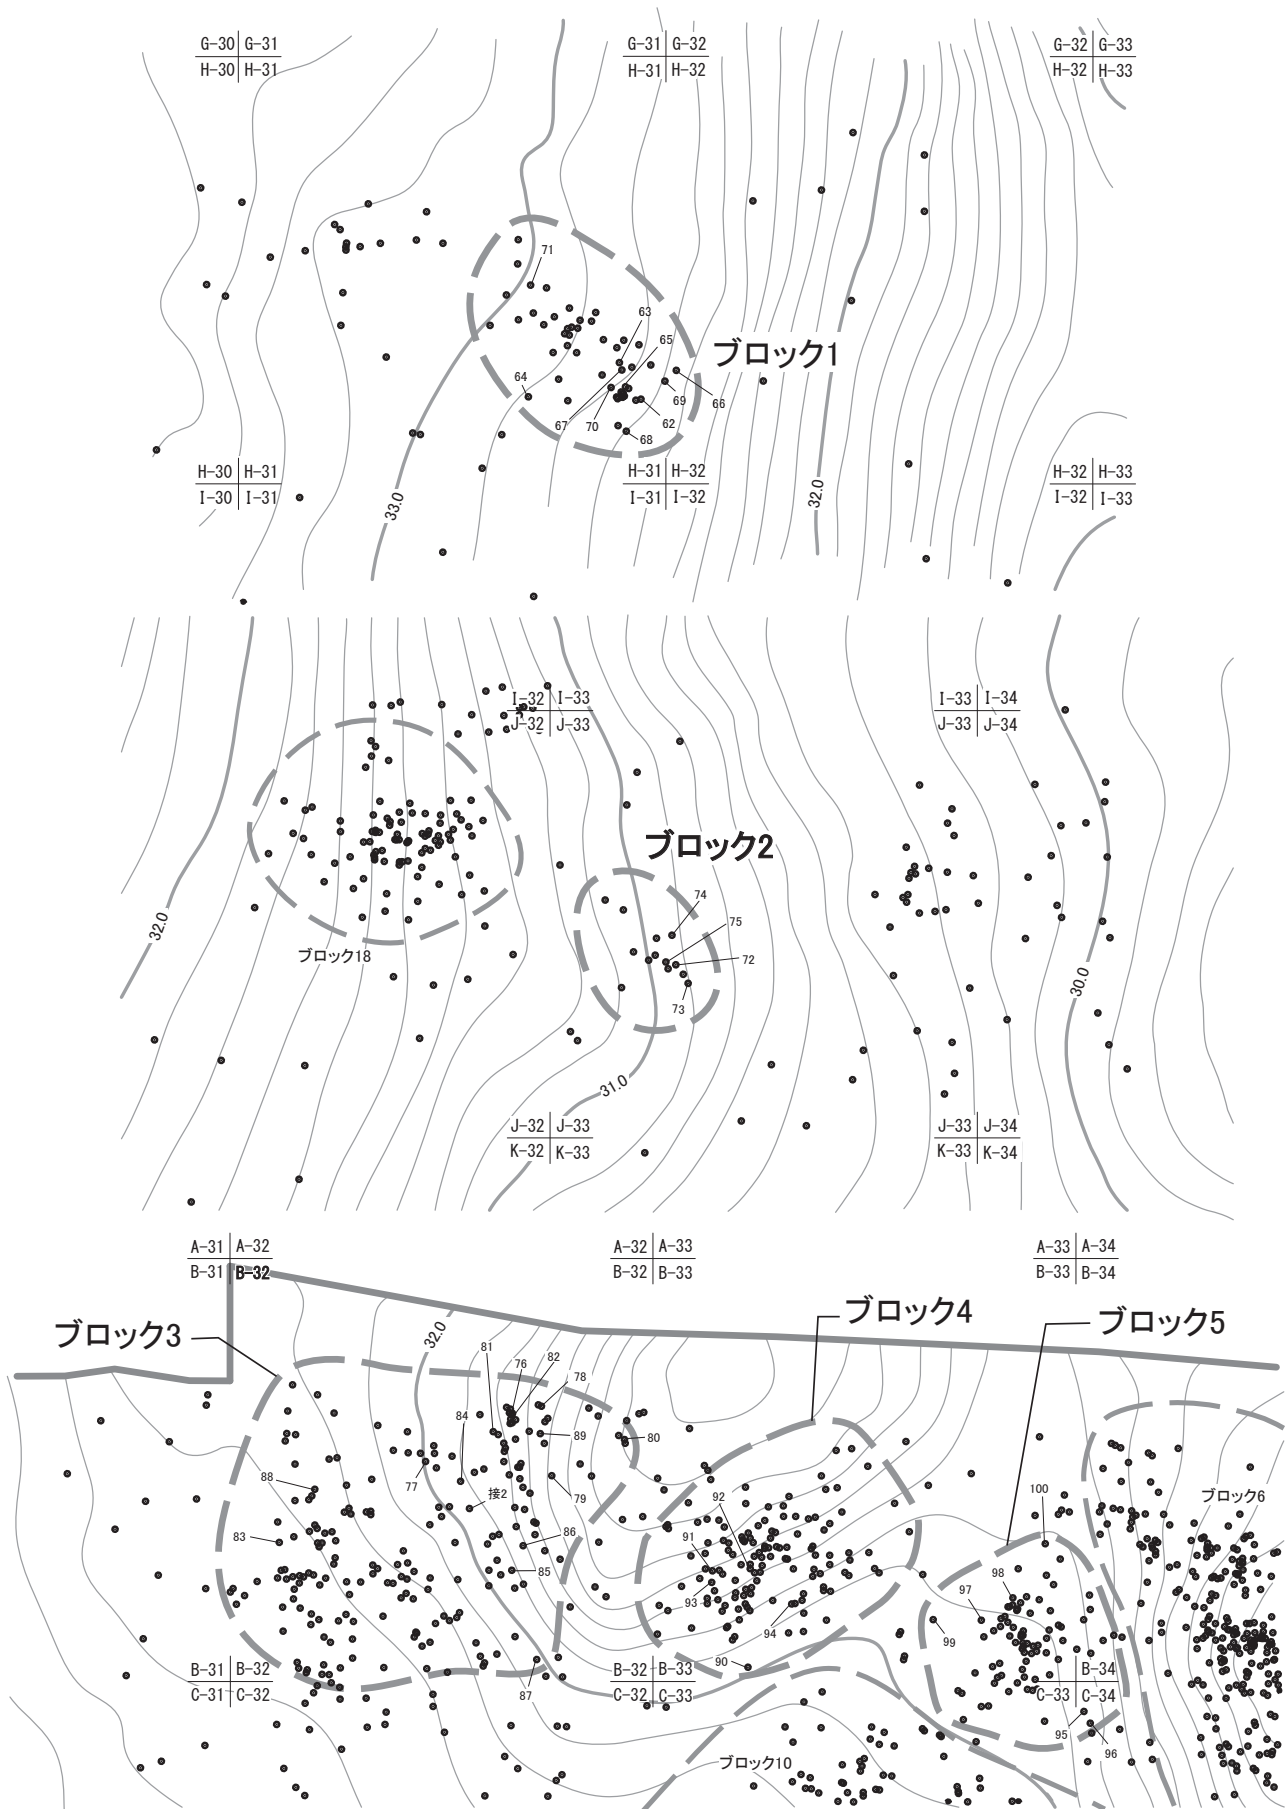 G-30 G-31
H-30 H-31
G-31 G-32
H-31 H-32
G-32 G-33
H-32 H-33
71
63
65
ブロック1
64
67
70
62
69
66
68
H-30 H-31
I-30 I-31
H-31 H-32
I-31 I-32
H-32 H-33
I-32 I-33
33.0
32.0
I-32 I-33
J-32 J-33
I-33 I-34
J-33 J-34
ブロック2
74
75
72
73
32.0
ブロック18
30.0
31.0
J-32 J-33
K-32 K-33
J-33 J-34
K-33 K-34
A-31 A-32
B-31 B-32
A-32 A-33
B-32 B-33
A-33 A-34
B-33 B-34
ブロック3
32.0
ブロック4
ブロック5
81
76
82
78
84
89
80
88
77
接2
79
92
100
ブロック6
83
86
91
85
98
97
93
94
99
90
87
B-31 B-32
C-31 C-32
B-32 B-33
C-32 C-33
B-34
C-33 C-34
95
96
ブロック10